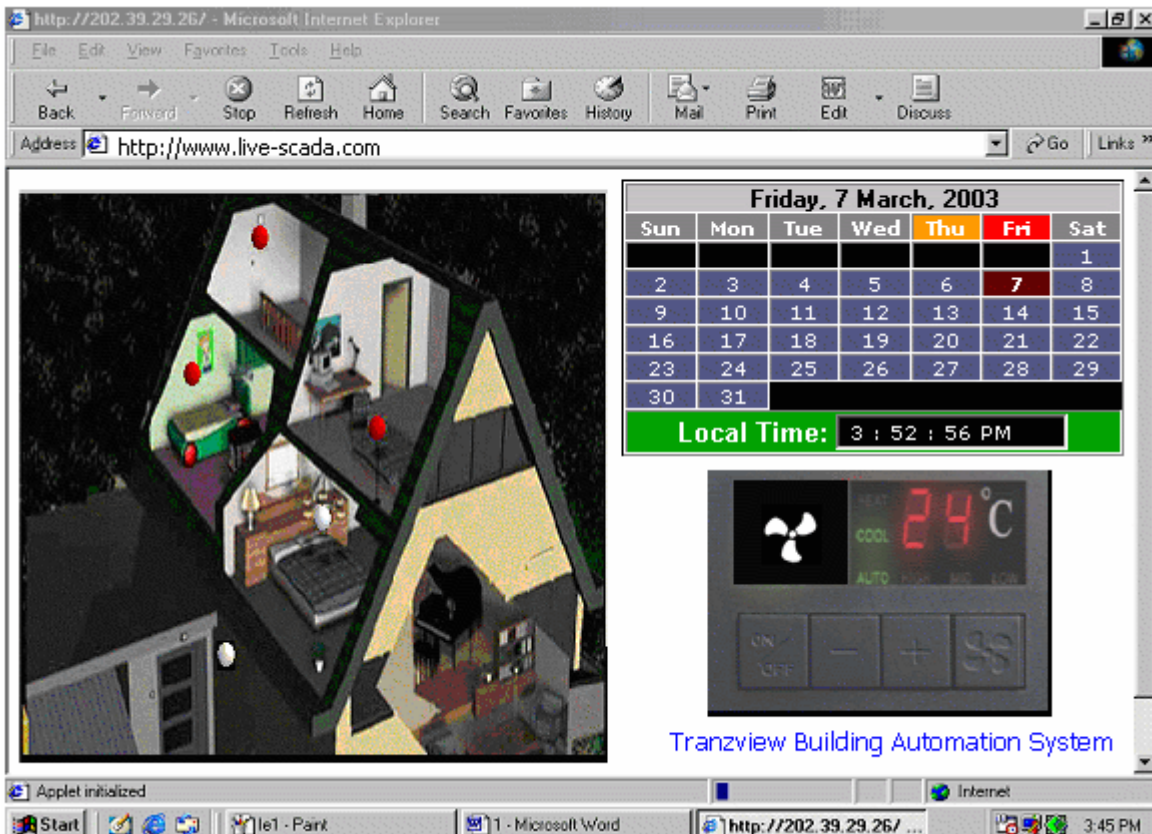 http://202.39.29.26/ - Microsoft Internet Explorer
File Edit View Favorites Tools Help
Back Forward Stop Refresh Home Search Favorites History Mail Print Edit Discuss
Address http://www.live-scada.com Go Links »
Friday, 7 March, 2003
Sun Mon Tue Wed Thu Fri Sat
1
2 3 4 5 6 7 8
9 10 11 12 13 14 15
16 17 18 19 20 21 22
23 24 25 26 27 28 29
30 31
Local Time: 3 : 52 : 56 PM
HEAT
24°C
COOL
AUTO HIGH MID LOW
ON/OFF − +
Tranzview Building Automation System
Applet initialized Internet
Start le1 - Paint 1 - Microsoft Word http://202.39.29.26/ ... 3:45 PM